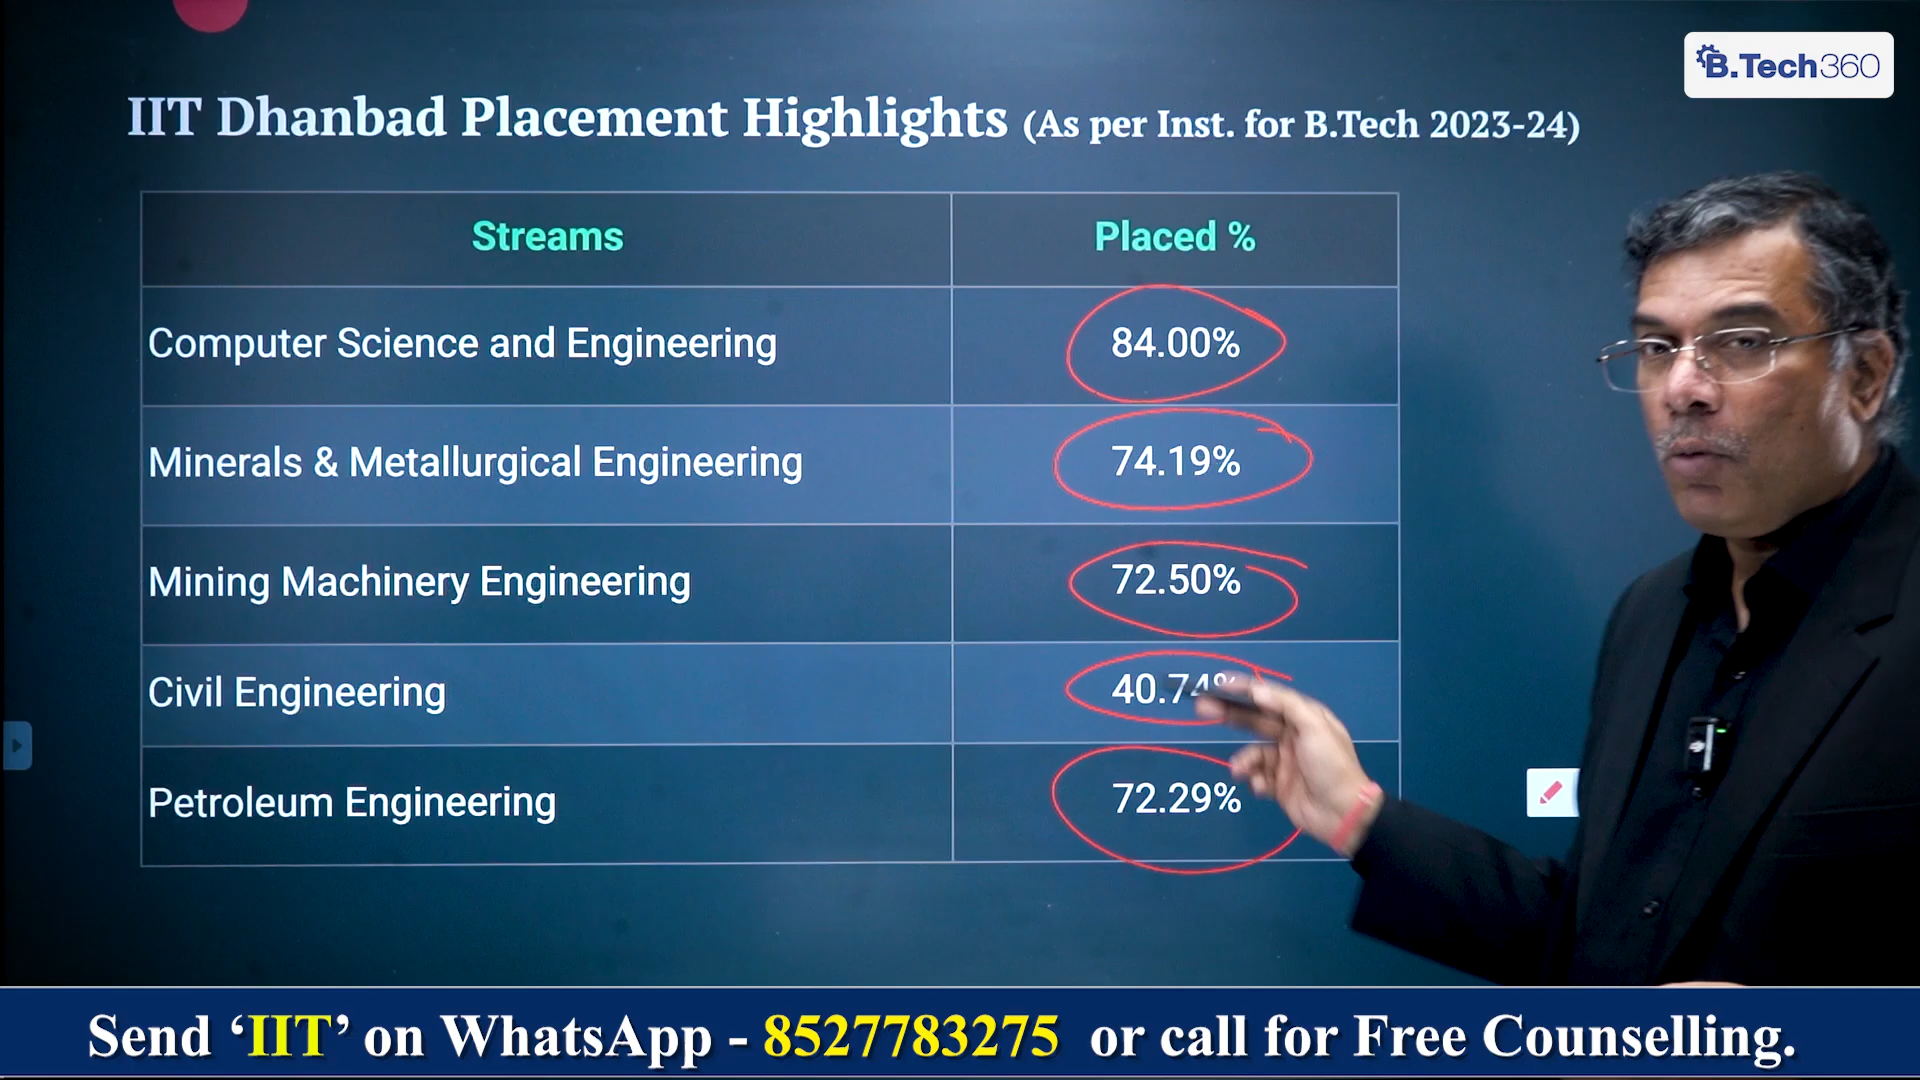 B.Tech360
IIT Dhanbad Placement Highlights (As per Inst. for B.Tech 2023-24)
Streams Placed %
Computer Science and Engineering 84.00%
Minerals & Metallurgical Engineering 74.19%
Mining Machinery Engineering 72.50%
Civil Engineering 40.74%
Petroleum Engineering 72.29%
Send ‘IIT’ on WhatsApp - 8527783275 or call for Free Counselling.